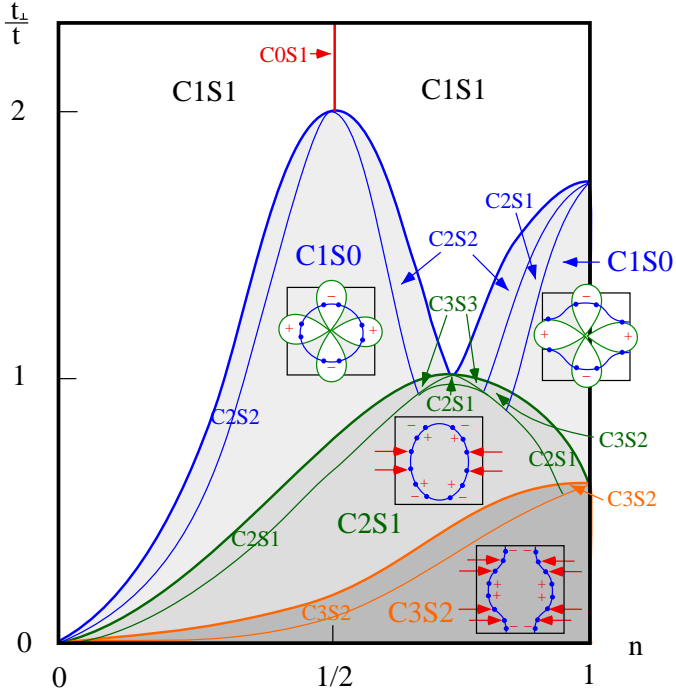 t⊥
t
C0S1
C1S1
C1S1
2
C2S1
C2S2
C1S0
C1S0
C3S3
−
−
+
+
−
+
+
−
1
C2S1
C2S2
−
−
+
+
C3S2
C2S1
+
+
−
−
C3S2
C2S1
C2S1
− −
+
+
+
+
− −
C3S2
C3S2
0
n
0
1/2
1